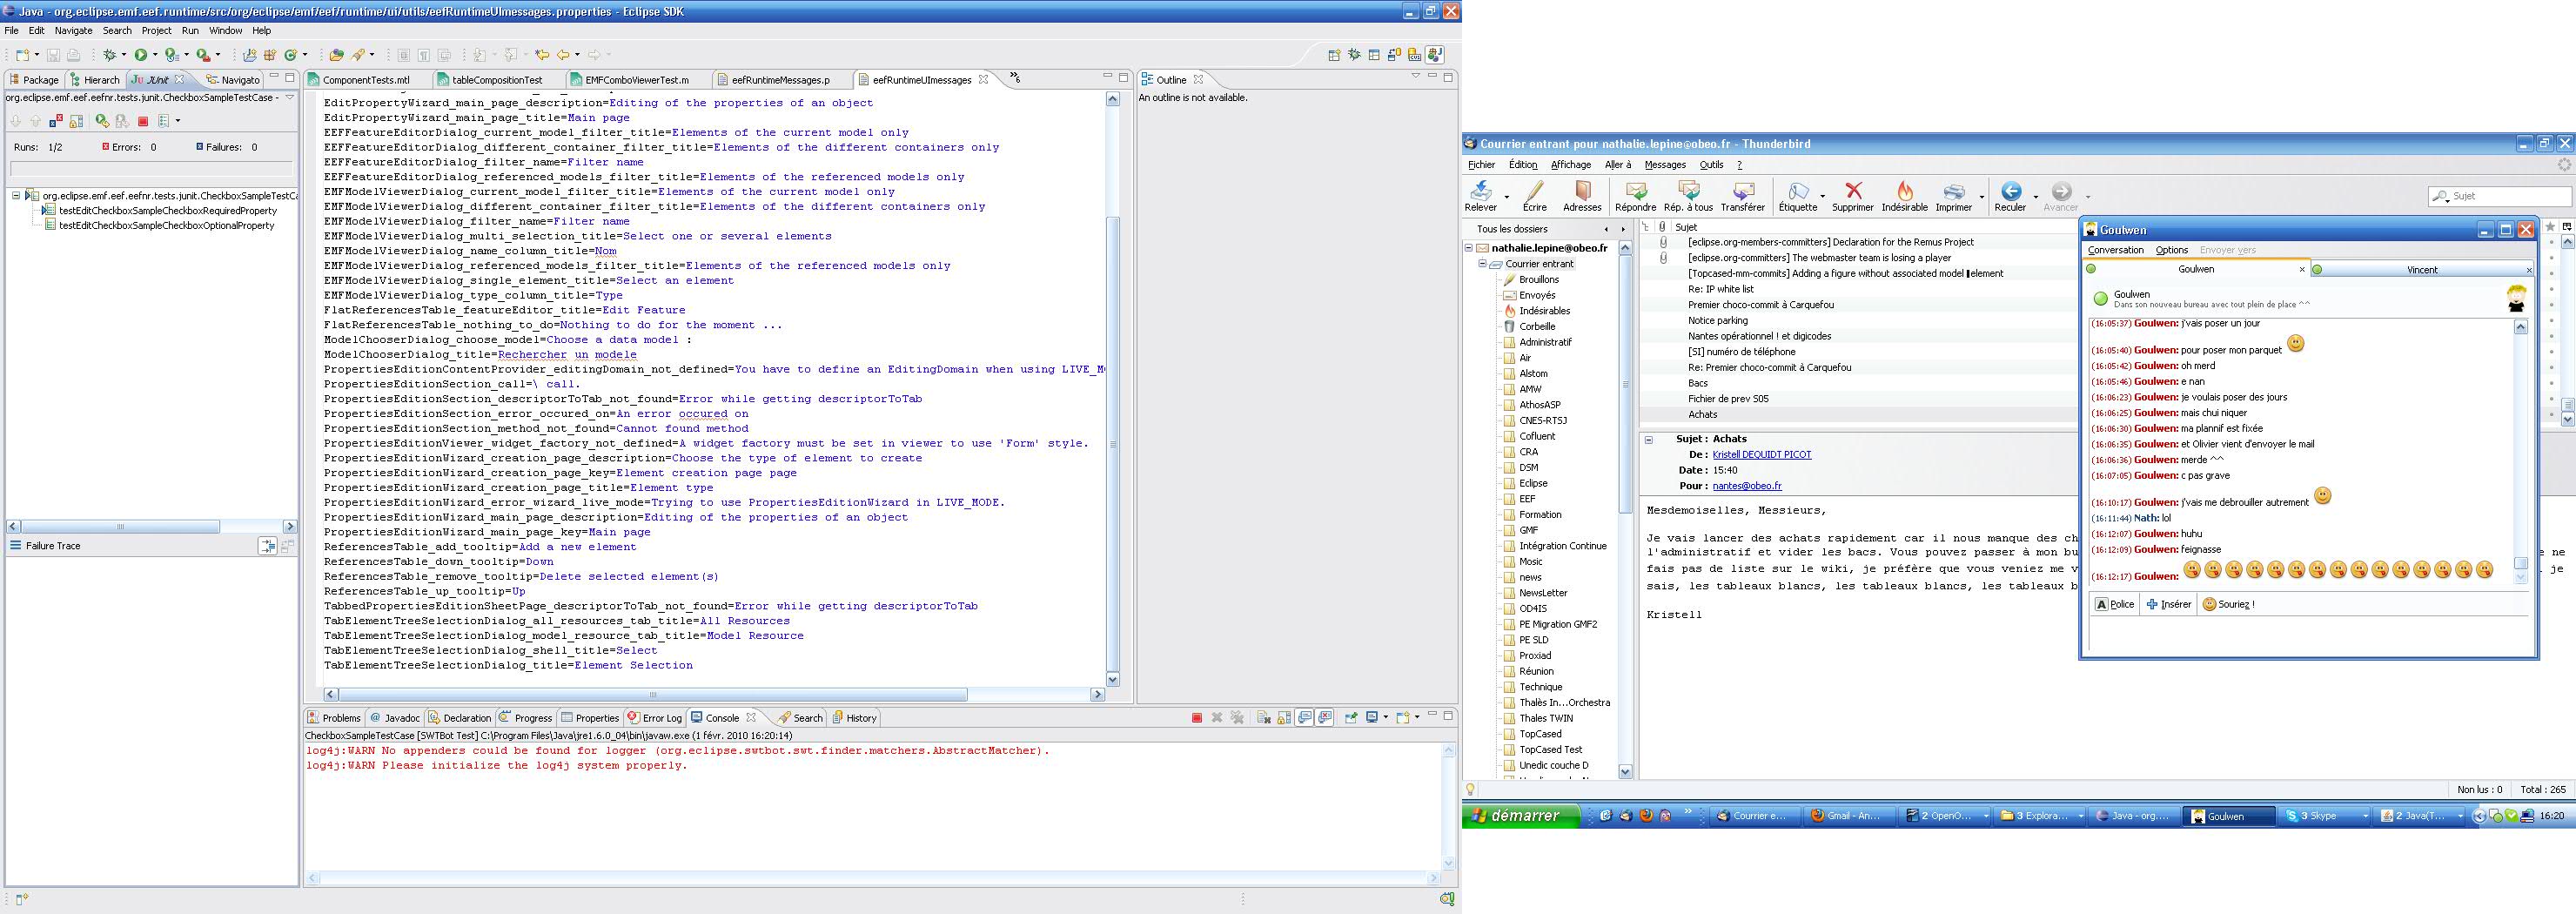 Java - org.eclipse.emf.eef.runtime/src/org/eclipse/emf/eef/runtime/ui/utils/eefRuntimeUImessages.properties - Eclipse SDK
File Edit Navigate Search Project Run Window Help
Package Hierarch JUnit Navigato
org.eclipse.emf.eef.eefnr.tests.junit.CheckboxSampleTestCase -
Runs: 1/2 Errors: 0 Failures: 0
org.eclipse.emf.eef.eefnr.tests.junit.CheckboxSampleTestCa
testEditCheckboxSampleCheckboxRequiredProperty
testEditCheckboxSampleCheckboxOptionalProperty
Failure Trace
ComponentTests.mtl tableCompositionTest EMFComboViewerTest.m eefRuntimeMessages.p eefRuntimeUImessages »6
EditPropertyWizard_main_page_description=Editing of the properties of an object
EditPropertyWizard_main_page_title=Main page
EEFFeatureEditorDialog_current_model_filter_title=Elements of the current model only
EEFFeatureEditorDialog_different_container_filter_title=Elements of the different containers only
EEFFeatureEditorDialog_filter_name=Filter name
EEFFeatureEditorDialog_referenced_models_filter_title=Elements of the referenced models only
EMFModelViewerDialog_current_model_filter_title=Elements of the current model only
EMFModelViewerDialog_different_container_filter_title=Elements of the different containers only
EMFModelViewerDialog_filter_name=Filter name
EMFModelViewerDialog_multi_selection_title=Select one or several elements
EMFModelViewerDialog_name_column_title=Nom
EMFModelViewerDialog_referenced_models_filter_title=Elements of the referenced models only
EMFModelViewerDialog_single_element_title=Select an element
EMFModelViewerDialog_type_column_title=Type
FlatReferencesTable_featureEditor_title=Edit Feature
FlatReferencesTable_nothing_to_do=Nothing to do for the moment ...
ModelChooserDialog_choose_model=Choose a data model :
ModelChooserDialog_title=Rechercher un modele
PropertiesEditionContentProvider_editingDomain_not_defined=You have to define an EditingDomain when using LIVE_M
PropertiesEditionSection_call=\ call.
PropertiesEditionSection_descriptorToTab_not_found=Error while getting descriptorToTab
PropertiesEditionSection_error_occured_on=An error occured on
PropertiesEditionSection_method_not_found=Cannot found method
PropertiesEditionViewer_widget_factory_not_defined=A widget factory must be set in viewer to use 'Form' style.
PropertiesEditionWizard_creation_page_description=Choose the type of element to create
PropertiesEditionWizard_creation_page_key=Element creation page page
PropertiesEditionWizard_creation_page_title=Element type
PropertiesEditionWizard_error_wizard_live_mode=Trying to use PropertiesEditionWizard in LIVE_MODE.
PropertiesEditionWizard_main_page_description=Editing of the properties of an object
PropertiesEditionWizard_main_page_key=Main page
ReferencesTable_add_tooltip=Add a new element
ReferencesTable_down_tooltip=Down
ReferencesTable_remove_tooltip=Delete selected element(s)
ReferencesTable_up_tooltip=Up
TabbedPropertiesEditionSheetPage_descriptorToTab_not_found=Error while getting descriptorToTab
TabElementTreeSelectionDialog_all_resources_tab_title=All Resources
TabElementTreeSelectionDialog_model_resource_tab_title=Model Resource
TabElementTreeSelectionDialog_shell_title=Select
TabElementTreeSelectionDialog_title=Element Selection
Outline
An outline is not available.
Problems Javadoc Declaration Progress Properties Error Log Console Search History
CheckboxSampleTestCase [SWTBot Test] C:\Program Files\Java\jre1.6.0_04\bin\javaw.exe (1 févr. 2010 16:20:14)
log4j:WARN No appenders could be found for logger (org.eclipse.swtbot.swt.finder.matchers.AbstractMatcher).
log4j:WARN Please initialize the log4j system properly.
Courrier entrant pour nathalie.lepine@obeo.fr - Thunderbird
Fichier Édition Affichage Aller à Messages Outils ?
Relever Écrire Adresses Répondre Rép. à tous Transférer Étiquette Supprimer Indésirable Imprimer Reculer Avancer Sujet
Tous les dossiers
nathalie.lepine@obeo.fr
Courrier entrant
Brouillons
Envoyés
Indésirables
Corbeille
Administratif
Air
Alstom
AMW
AthosASP
CNES-RTSJ
Cofluent
CRA
DSM
Eclipse
EEF
Formation
GMF
Intégration Continue
Mosic
news
NewsLetter
OD4IS
PE Migration GMF2
PE SLD
Proxiad
Réunion
Technique
Thalès In...Orchestra
Thales TWIN
TopCased
TopCased Test
Unedic couche D
Sujet
[eclipse.org-members-committers] Declaration for the Remus Project
[eclipse.org-committers] The webmaster team is losing a player
[Topcased-mm-commits] Adding a figure without associated model element
Re: IP white list
Premier choco-commit à Carquefou
Notice parking
Nantes opérationnel ! et digicodes
[SI] numéro de téléphone
Re: Premier choco-commit à Carquefou
Bacs
Fichier de prev S05
Achats
Sujet : Achats
De : Kristell DEQUIDT PICOT
Date : 15:40
Pour : nantes@obeo.fr
Mesdemoiselles, Messieurs,
Je vais lancer des achats rapidement car il nous manque des ch
l'administratif et vider les bacs. Vous pouvez passer à mon bu e ne
fais pas de liste sur le wiki, je préfère que vous veniez me v , je
sais, les tableaux blancs, les tableaux blancs, les tableaux b
Kristell
Goulwen
Conversation Options Envoyer vers
Goulwen Vincent
Goulwen
Dans son nouveau bureau avec tout plein de place ^^
(16:05:37) Goulwen: j'vais poser un jour
(16:05:40) Goulwen: pour poser mon parquet
(16:05:42) Goulwen: oh merd
(16:05:46) Goulwen: e nan
(16:06:23) Goulwen: je voulais poser des jours
(16:06:25) Goulwen: mais chui niquer
(16:06:30) Goulwen: ma plannif est fixée
(16:06:35) Goulwen: et Olivier vient d'envoyer le mail
(16:06:36) Goulwen: merde ^^
(16:07:05) Goulwen: c pas grave
(16:10:17) Goulwen: j'vais me debrouiller autrement
(16:11:44) Nath: lol
(16:12:07) Goulwen: huhu
(16:12:09) Goulwen: feignasse
(16:12:17) Goulwen:
Police Insérer Souriez !
Non lus : 0 Total : 265
démarrer Courrier e... Gmail - An... 2 OpenO... 3 Explora... Java - org.... Goulwen 3 Skype 2 Java(T... 16:20